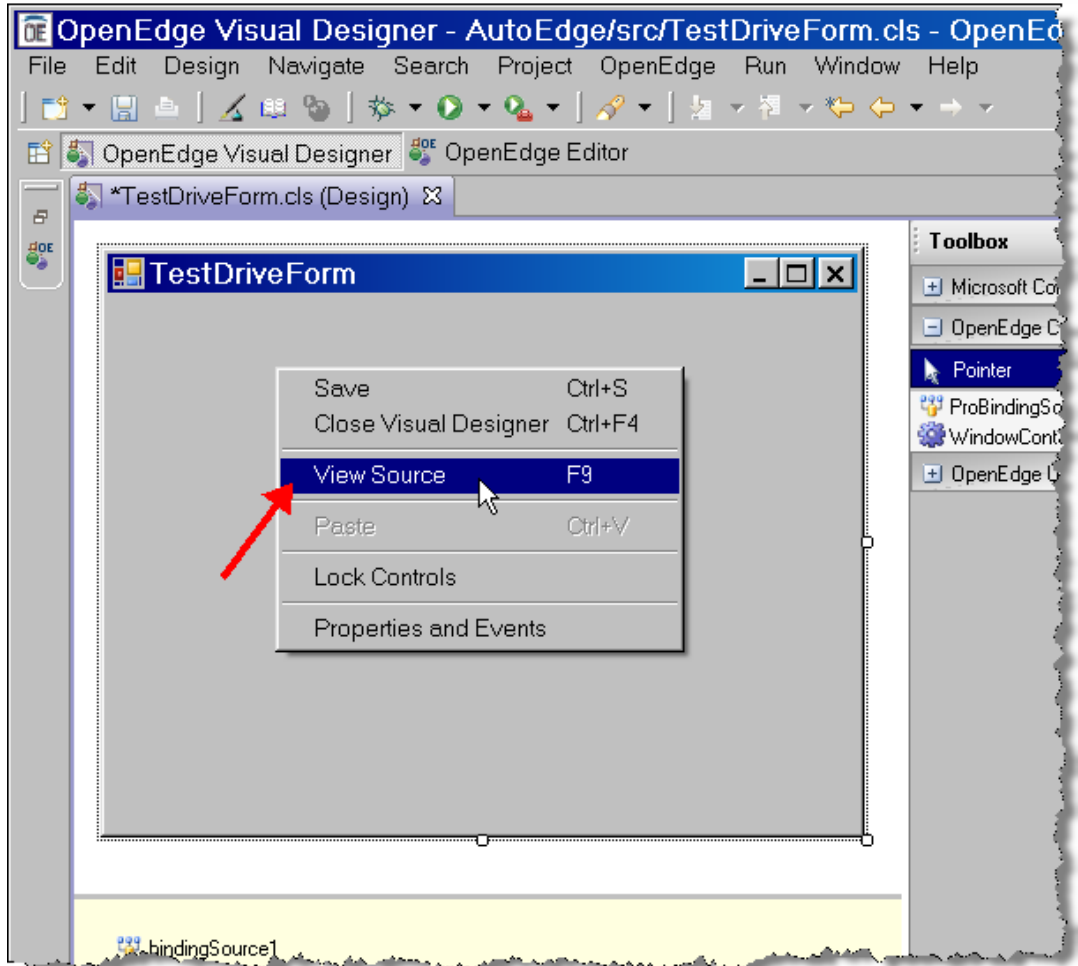 OpenEdge Visual Designer - AutoEdge/src/TestDriveForm.cls - OpenEd
File Edit Design Navigate Search Project OpenEdge Run Window Help
OpenEdge Visual Designer OE OpenEdge Editor
*TestDriveForm.cls (Design)
OE
Toolbox
TestDriveForm
Microsoft Co
OpenEdge C
Pointer
ProBindingSo
WindowCont
OpenEdge U
Save Ctrl+S
Close Visual Designer Ctrl+F4
View Source F9
Paste Ctrl+V
Lock Controls
Properties and Events
bindingSource1